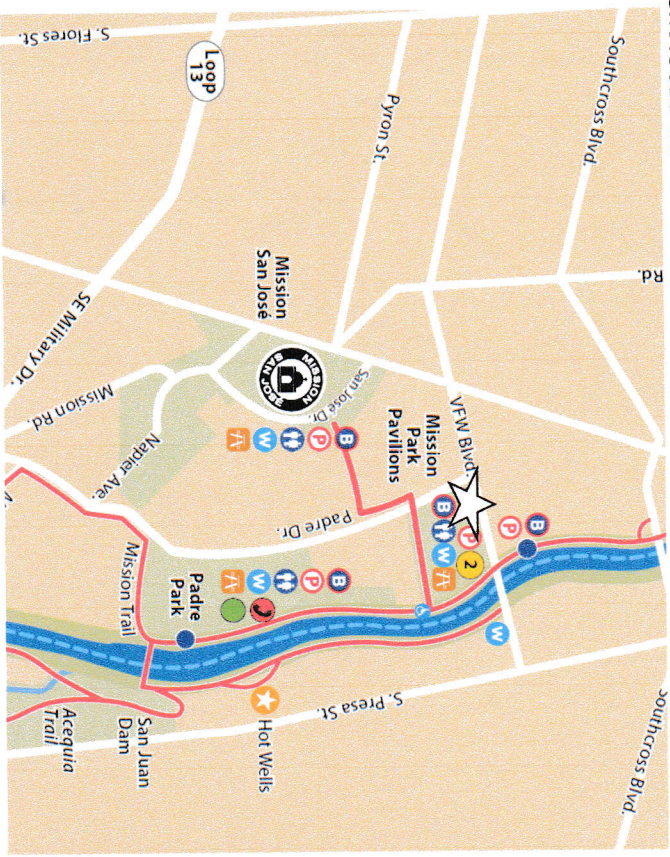 S. Flores St.
Loop
13
Pyron St.
Southcross Blvd.
Rd.
SE Military Dr.
Mission
San José
MISSION
SAN JOSÉ
San José Dr.
VFW Blvd.
Mission
Park
Pavilions
Mission Rd.
Napier Ave.
Padre Dr.
B
P
W
B
P
W
2
B
P
W
B
P
W
Mission Trail
Padre
Park
S. Presa St.
Hot Wells
San Juan
Dam
Acequia
Trail
Southcross Blvd.